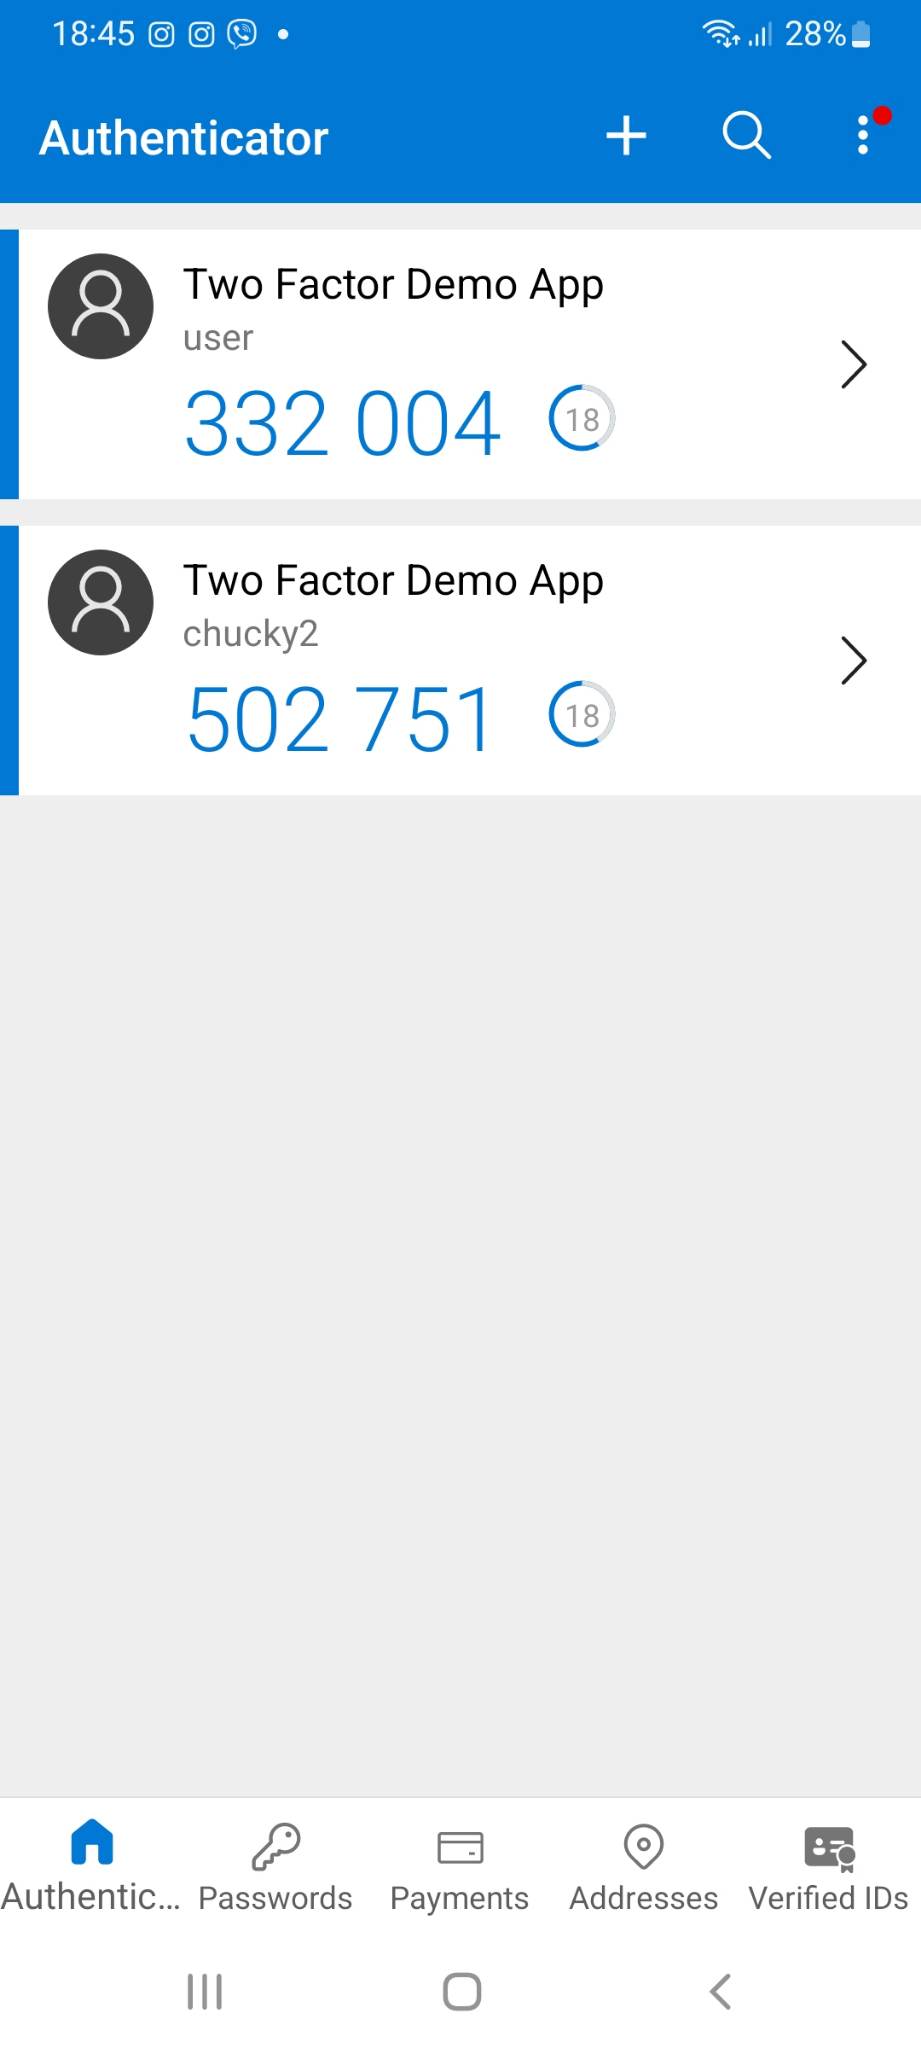 18:45 28%
Authenticator
Two Factor Demo App
user
332 004 18
Two Factor Demo App
chucky2
502 751 18
Authentic... Passwords Payments Addresses Verified IDs